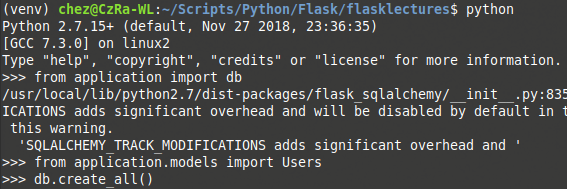 (venv) chez@CzRa-WL:~/Scripts/Python/Flask/flasklectures$ python
Python 2.7.15+ (default, Nov 27 2018, 23:36:35)
[GCC 7.3.0] on linux2
Type "help", "copyright", "credits" or "license" for more information.
>>> from application import db
/usr/local/lib/python2.7/dist-packages/flask_sqlalchemy/__init__.py:835
ICATIONS adds significant overhead and will be disabled by default in t
this warning.
'SQLALCHEMY_TRACK_MODIFICATIONS adds significant overhead and '
>>> from application.models import Users
>>> db.create_all()